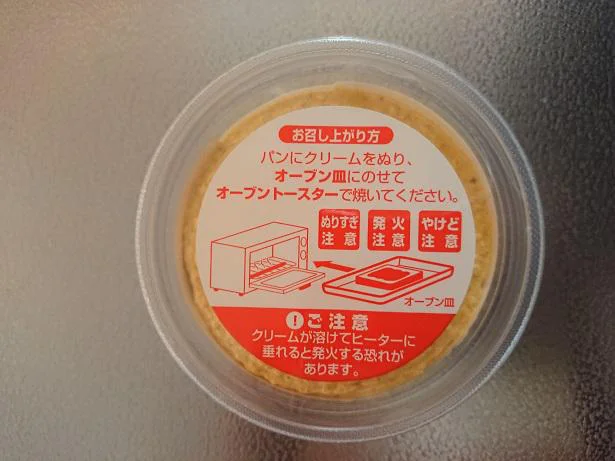 お召し上がり方
パンにクリームをぬり、
オーブン皿にのせて
オーブントースターで焼いてください。
ぬりすぎ 発火 やけど
注意 注意 注意
オーブン皿
!ご注意
クリームが溶けてヒーターに
垂れると発火する恐れが
あります。